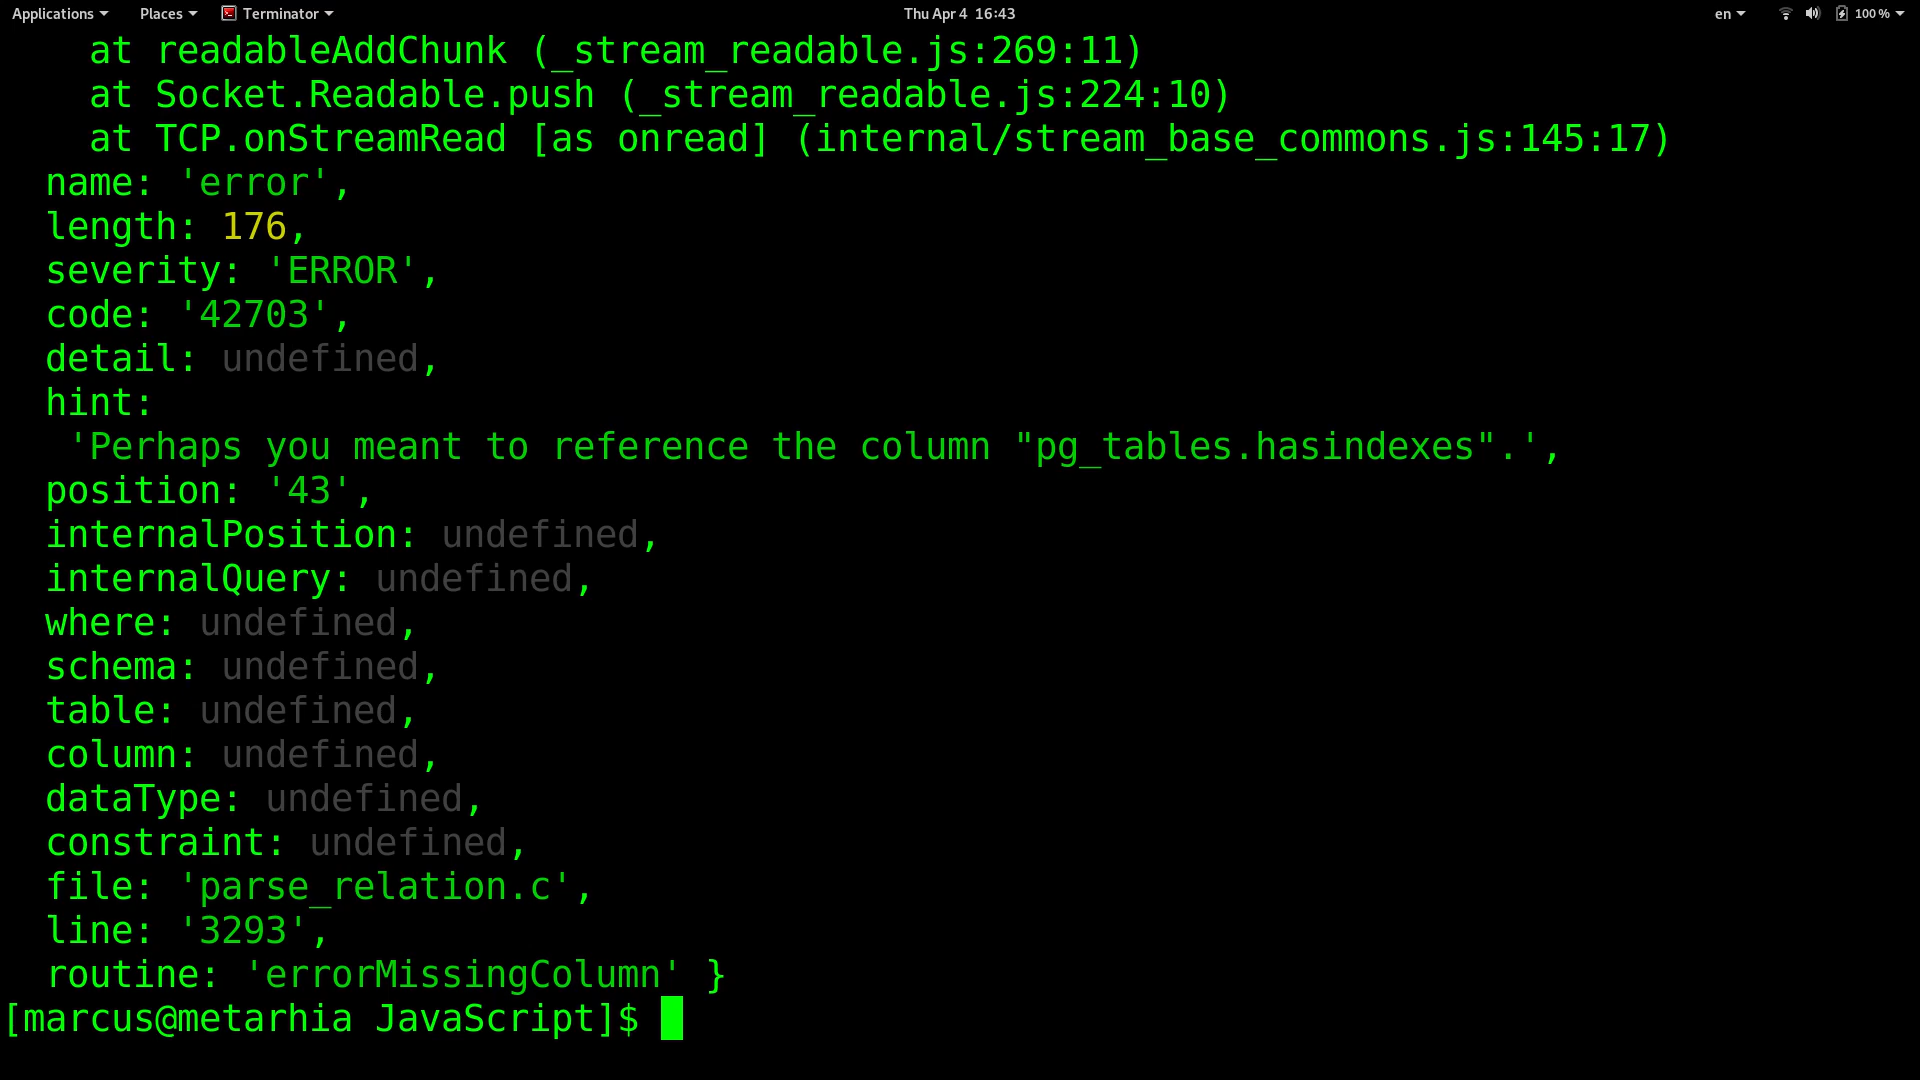 Applications Places Terminator Thu Apr 4 16:43 en 100 %
at readableAddChunk (_stream_readable.js:269:11)
at Socket.Readable.push (_stream_readable.js:224:10)
at TCP.onStreamRead [as onread] (internal/stream_base_commons.js:145:17)
name: 'error',
length: 176,
severity: 'ERROR',
code: '42703',
detail: undefined,
hint:
'Perhaps you meant to reference the column "pg_tables.hasindexes".',
position: '43',
internalPosition: undefined,
internalQuery: undefined,
where: undefined,
schema: undefined,
table: undefined,
column: undefined,
dataType: undefined,
constraint: undefined,
file: 'parse_relation.c',
line: '3293',
routine: 'errorMissingColumn' }
[marcus@metarhia JavaScript]$